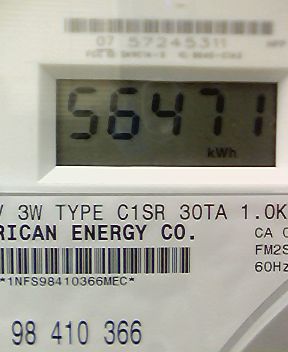 07 57245311
56471
kWh
V 3W TYPE C1SR 30TA 1.0K
RICAN ENERGY CO.
CA
FM2S
60Hz
*1NFS98410366MEC*
98 410 366